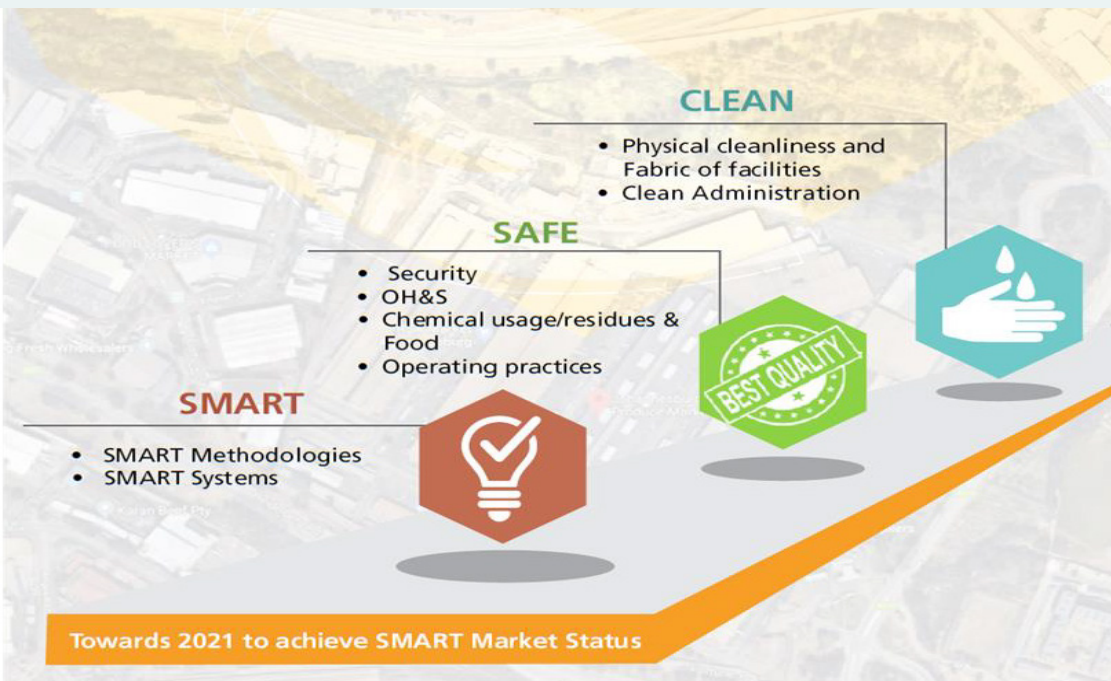 CLEAN
• Physical cleanliness and
Fabric of facilities
• Clean Administration
SAFE
• Security
• OH&S
• Chemical usage/residues &
Food
• Operating practices
BEST QUALITY
SMART
• SMART Methodologies
• SMART Systems
Towards 2021 to achieve SMART Market Status